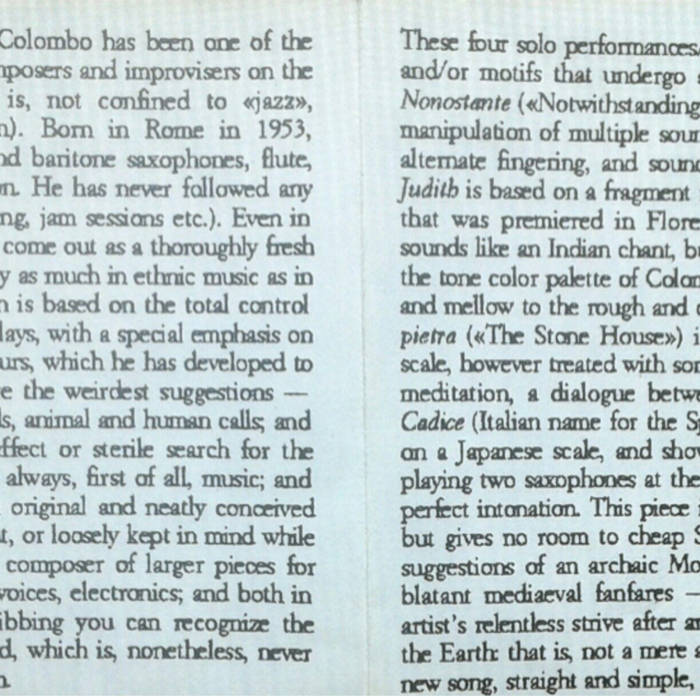 Colombo has been one of the
mposers and improvisers on the
is, not confined to «jazz»,
n). Born in Rome in 1953,
nd baritone saxophones, flute,
on. He has never followed any
ng, jam sessions etc.). Even in
come out as a thoroughly fresh
y as much in ethnic music as in
n is based on the total control
lays, with a special emphasis on
urs, which he has developed to
e the weirdest suggestions —
ls, animal and human calls; and
effect or sterile search for the
always, first of all, music; and
original and neatly conceived
t, or loosely kept in mind while
composer of larger pieces for
voices, electronics; and both in
ibbing you can recognize the
d, which is, nonetheless, never
n.
These four solo performances
and/or motifs that undergo
Nonostante («Notwithstanding
manipulation of multiple soun
alternate fingering, and sound
Judith is based on a fragment
that was premiered in Flore
sounds like an Indian chant, bu
the tone color palette of Colom
and mellow to the rough and
pietra («The Stone House») i
scale, however treated with som
meditation, a dialogue betwe
Cadice (Italian name for the Sp
on a Japanese scale, and show
playing two saxophones at the
perfect intonation. This piece
but gives no room to cheap S
suggestions of an archaic Mo
blatant mediaeval fanfares —
artist's relentless strive after an
the Earth: that is, not a mere a
new song, straight and simple,